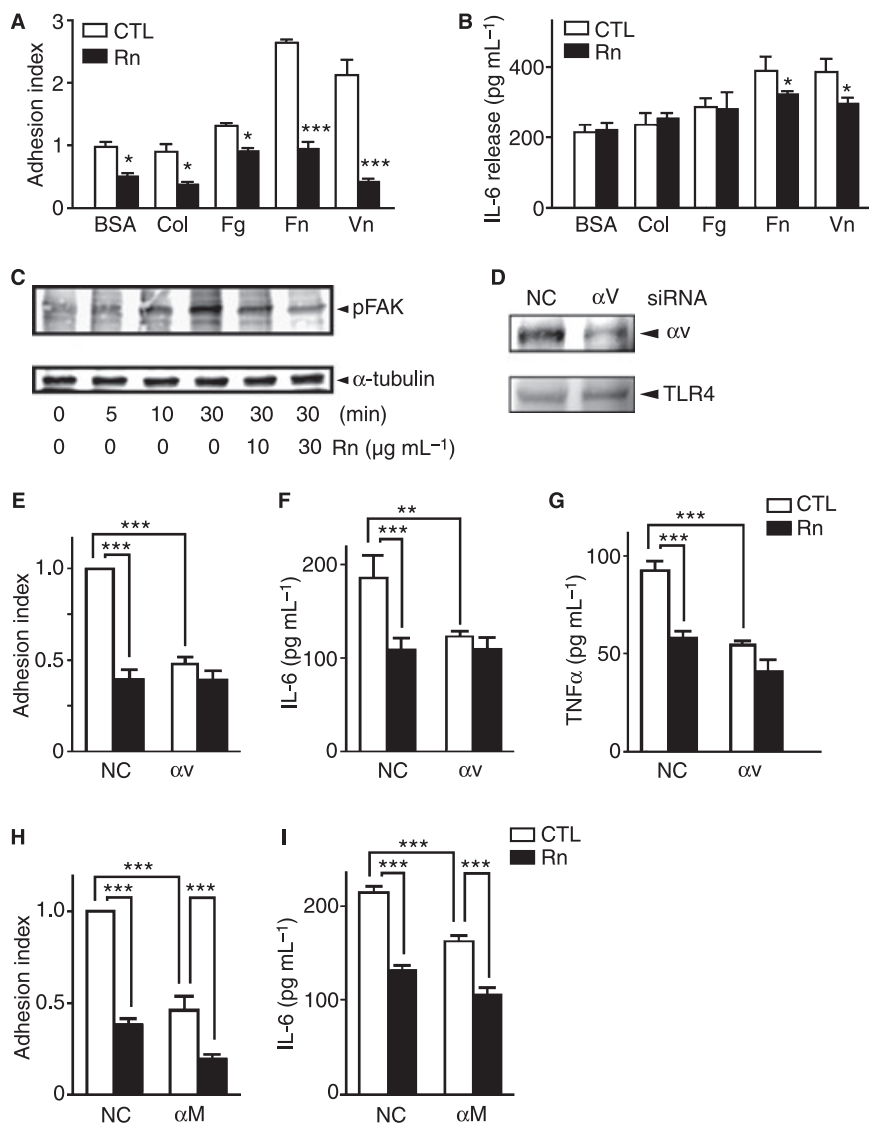 A
3
2
1
0
Adhesion index
CTL
Rn
*
*
*
***
***
BSA Col Fg Fn Vn
B
400
200
0
IL-6 release (pg mL−1)
CTL
Rn
*
*
BSA Col Fg Fn Vn
C
pFAK
α-tubulin
0 5 10 30 30 30 (min)
0 0 0 0 10 30 Rn (µg mL−1)
D
NC αV siRNA
αv
TLR4
E
***
***
1.0
0.5
0
Adhesion index
NC αv
F
**
***
200
100
0
IL-6 (pg mL−1)
NC αv
G
CTL
Rn
***
***
100
50
0
TNFα (pg mL−1)
NC αv
H
***
***
***
1.0
0.5
0
Adhesion index
NC αM
I
CTL
Rn
***
***
***
200
100
0
IL-6 (pg mL−1)
NC αM